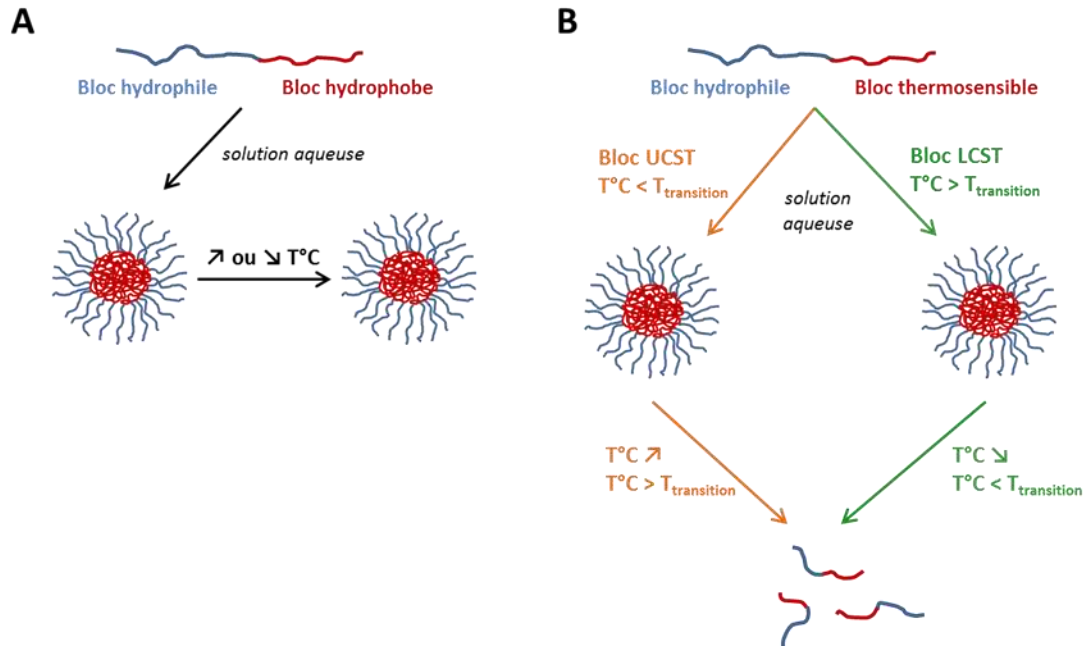 A
Bloc hydrophile
Bloc hydrophobe
solution aqueuse
↗ ou ↘ T°C
B
Bloc hydrophile
Bloc thermosensible
Bloc UCST
T°C < Ttransition
Bloc LCST
T°C > Ttransition
solution
aqueuse
T°C ↗
T°C > Ttransition
T°C ↘
T°C < Ttransition